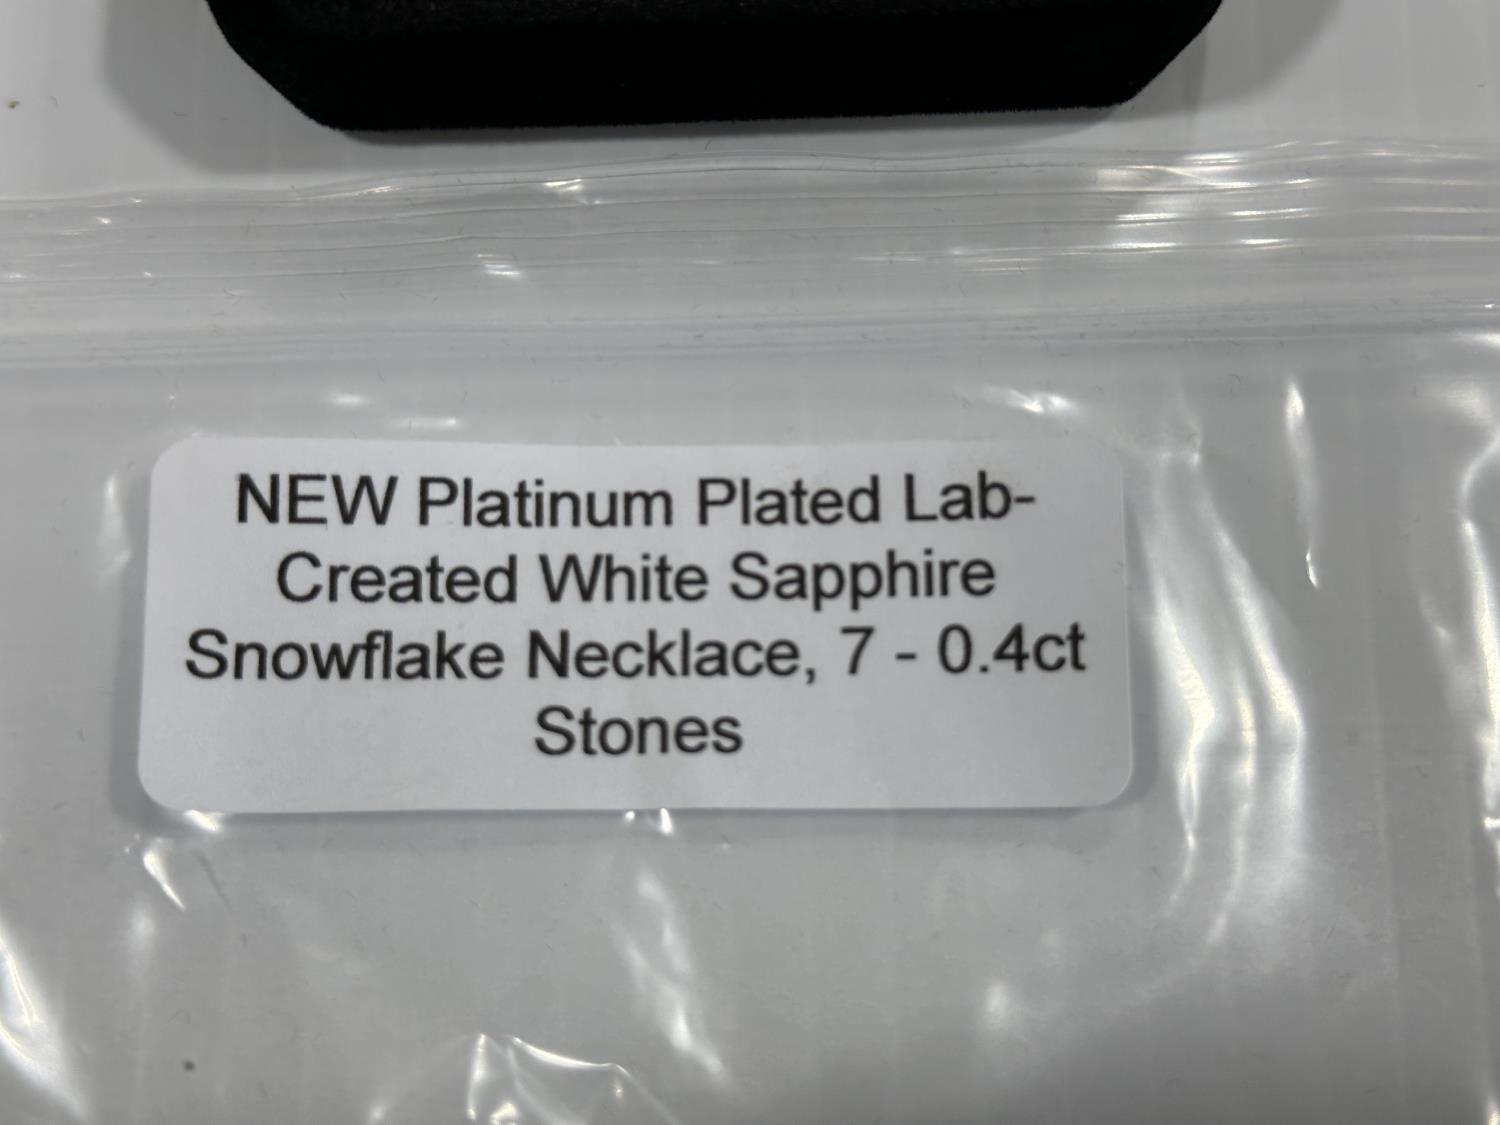 NEW Platinum Plated Lab-
Created White Sapphire
Snowflake Necklace, 7 - 0.4ct
Stones